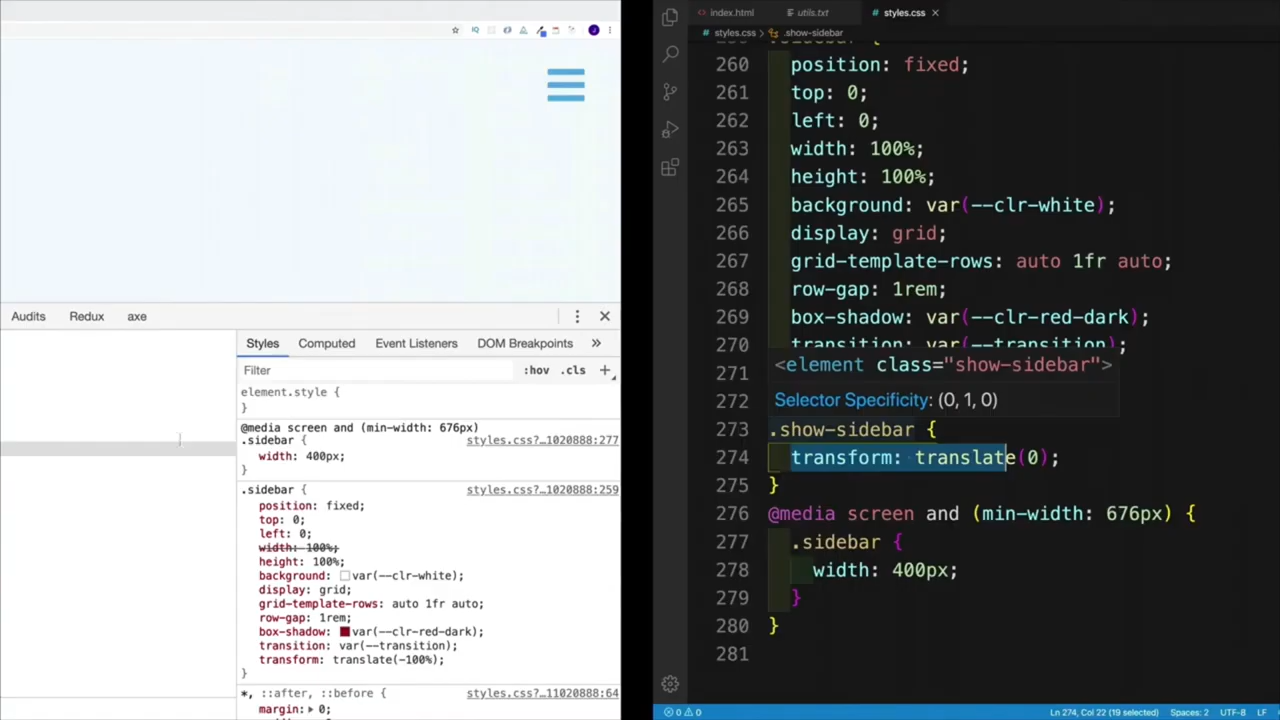 Audits Redux axe
Styles Computed Event Listeners DOM Breakpoints »
Filter :hov .cls +
element.style {
}
@media screen and (min-width: 676px)
.sidebar { styles.css?…1020888:277
width: 400px;
}
.sidebar { styles.css?…1020888:259
position: fixed;
top: 0;
left: 0;
width: 100%;
height: 100%;
background: var(--clr-white);
display: grid;
grid-template-rows: auto 1fr auto;
row-gap: 1rem;
box-shadow: var(--clr-red-dark);
transition: var(--transition);
transform: translate(-100%);
}
*, ::after, ::before { styles.css?…11020888:64
margin: 0;
index.html utils.txt # styles.css ×
# styles.css > .show-sidebar
.sidebar {
260 position: fixed;
261 top: 0;
262 left: 0;
263 width: 100%;
264 height: 100%;
265 background: var(--clr-white);
266 display: grid;
267 grid-template-rows: auto 1fr auto;
268 row-gap: 1rem;
269 box-shadow: var(--clr-red-dark);
270 transition: var(--transition);
271 <element class="show-sidebar">
272 Selector Specificity: (0, 1, 0)
273 .show-sidebar {
274 transform: translate(0);
275 }
276 @media screen and (min-width: 676px) {
277 .sidebar {
278 width: 400px;
279 }
280 }
281
0 0 Ln 274, Col 22 (19 selected) Spaces: 2 UTF-8 LF